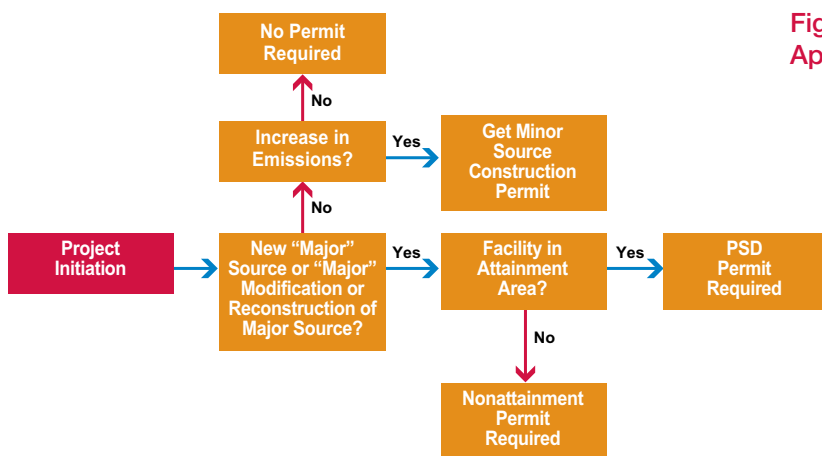 No Permit
Required
Fig
Ap
No
Increase in
Emissions?
Yes
Get Minor
Source
Construction
Permit
No
Project
Initiation
New “Major”
Source or “Major”
Modification or
Reconstruction of
Major Source?
Yes
Facility in
Attainment
Area?
Yes
PSD
Permit
Required
No
Nonattainment
Permit
Required